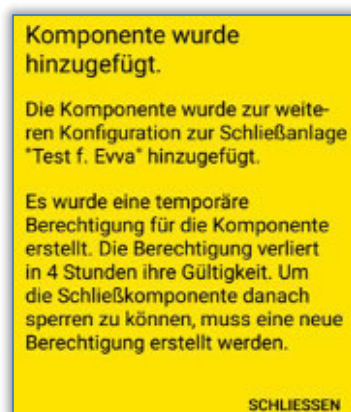 Komponente wurde
hinzugefügt.
Die Komponente wurde zur weite-
ren Konfiguration zur Schließanlage
"Test f. Evva" hinzugefügt.
Es wurde eine temporäre
Berechtigung für die Komponente
erstellt. Die Berechtigung verliert
in 4 Stunden ihre Gültigkeit. Um
die Schließkomponente danach
sperren zu können, muss eine neue
Berechtigung erstellt werden.
SCHLIESSEN